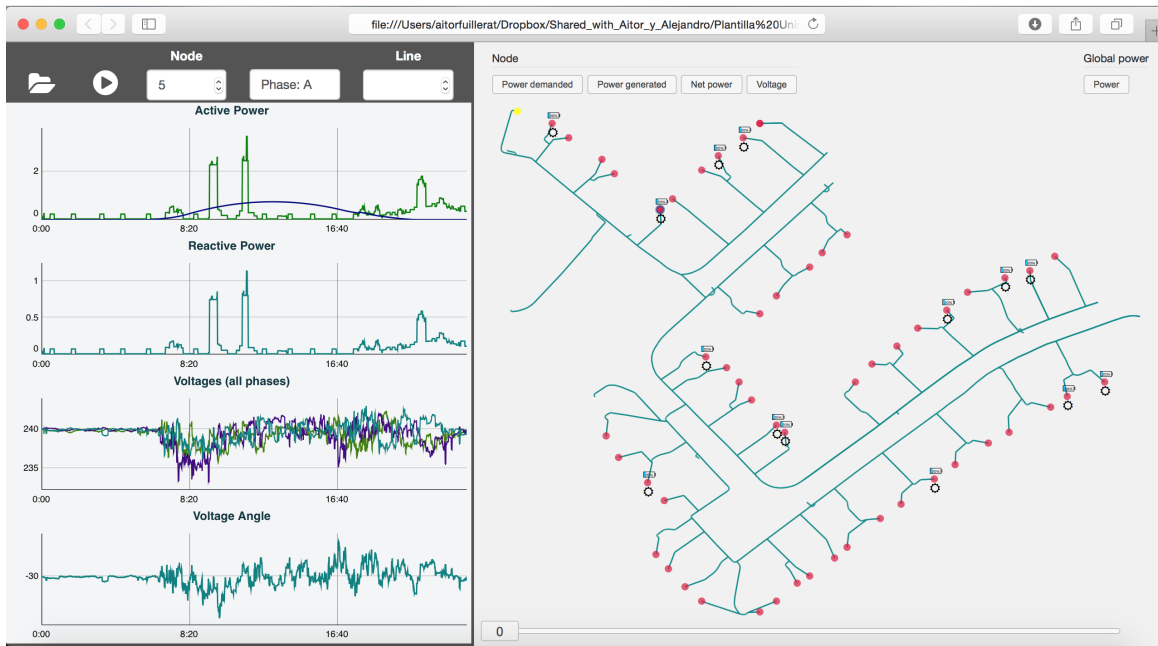 file:///Users/aitorfuillerat/Dropbox/Shared_with_Aitor_y_Alejandro/Plantilla%20Uni
Node
Line
5
Phase: A
Active Power
2
0
0:00 8:20 16:40
Reactive Power
1
0.5
0
0:00 8:20 16:40
Voltages (all phases)
240
235
0:00 8:20 16:40
Voltage Angle
-30
0:00 8:20 16:40
Node
Global power
Power demanded
Power generated
Net power
Voltage
Power
0